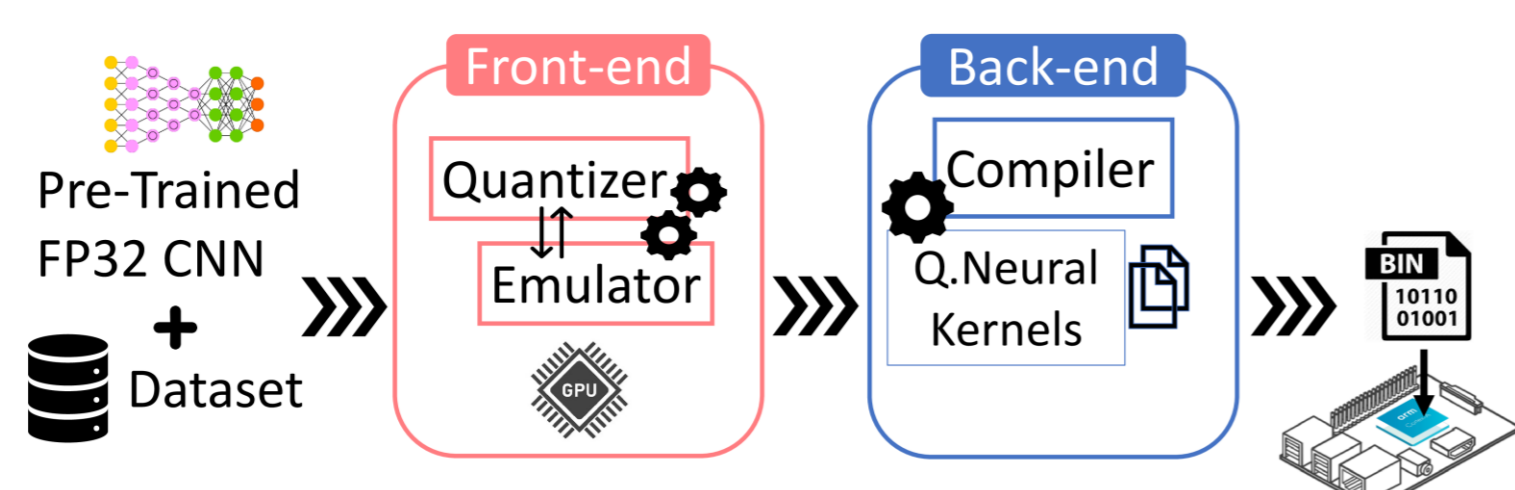 Front-end
Back-end
Pre-Trained
FP32 CNN
+
Dataset
Quantizer
Emulator
GPU
Compiler
Q.Neural
Kernels
BIN
10110
01001
arm